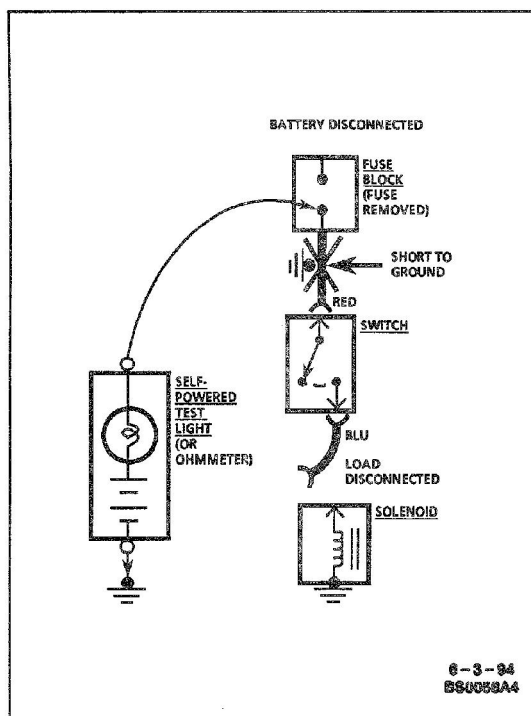 BATTERY DISCONNECTED
FUSE
BLOCK
(FUSE
REMOVED)
SHORT TO
GROUND
RED
SWITCH
SELF-
POWERED
TEST
LIGHT
(OR
OHMMETER)
BLU
LOAD
DISCONNECTED
SOLENOID
6-3-94
BS0058A4